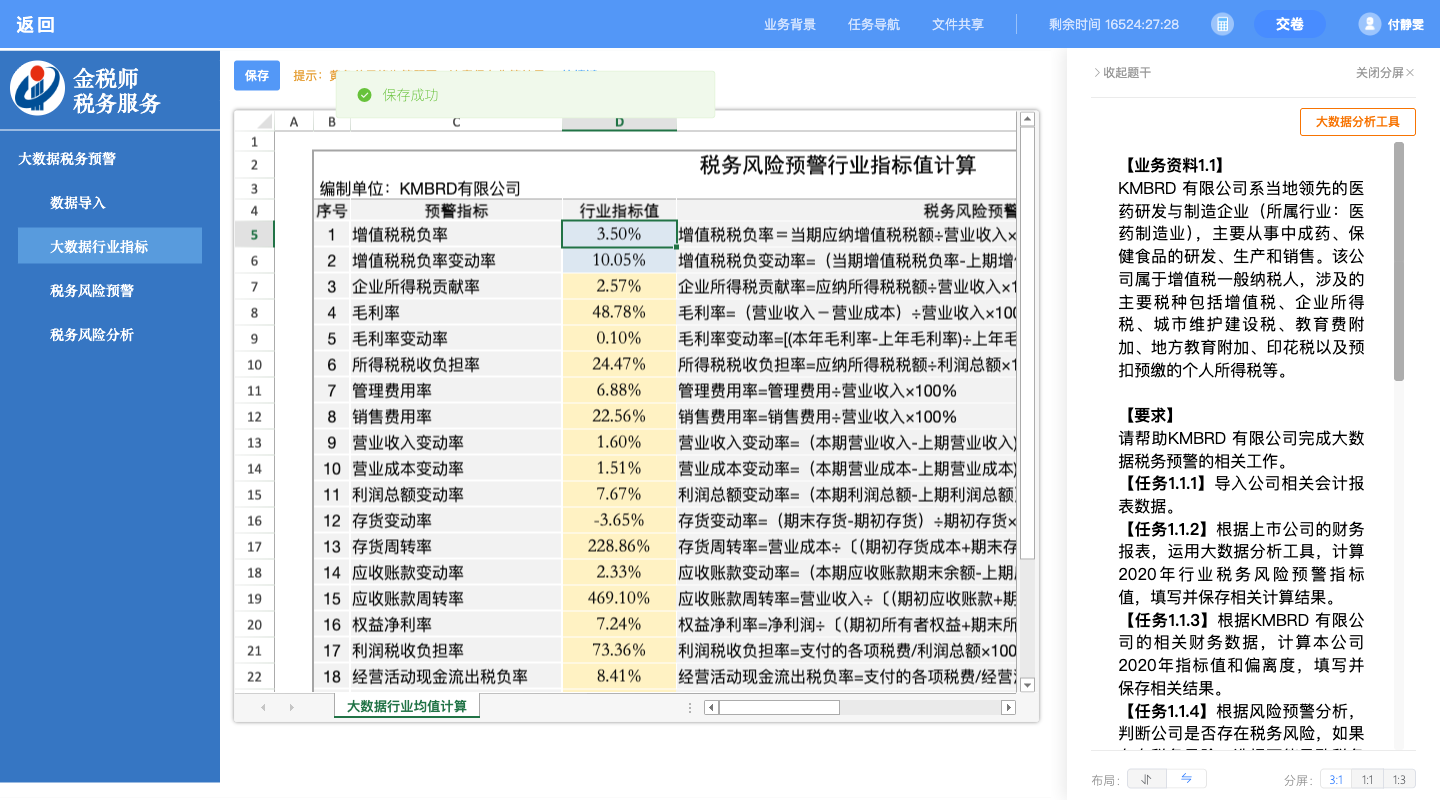 返回
业务背景 任务导航 文件共享 剩余时间 16524:27:28 交卷 付静雯
金税师
税务服务
大数据税务预警
数据导入
大数据行业指标
税务风险预警
税务风险分析
保存 提示：
保存成功
A B C D
1
2 税务风险预警行业指标值计算
3 编制单位：KMBRD有限公司
4 序号 预警指标 行业指标值 税务风险预警
5 1 增值税税负率 3.50% 增值税税负率＝当期应纳增值税税额÷营业收入×
6 2 增值税税负率变动率 10.05% 增值税税负变动率=（当期增值税税负率-上期增
7 3 企业所得税贡献率 2.57% 企业所得税贡献率=应纳所得税税额÷营业收入×1
8 4 毛利率 48.78% 毛利率=（营业收入－营业成本）÷营业收入×100
9 5 毛利率变动率 0.10% 毛利率变动率=[(本年毛利率-上年毛利率)÷上年毛
10 6 所得税税收负担率 24.47% 所得税税收负担率=应纳所得税税额÷利润总额×1
11 7 管理费用率 6.88% 管理费用率=管理费用÷营业收入×100%
12 8 销售费用率 22.56% 销售费用率=销售费用÷营业收入×100%
13 9 营业收入变动率 1.60% 营业收入变动率=（本期营业收入-上期营业收入）
14 10 营业成本变动率 1.51% 营业成本变动率=（本期营业成本-上期营业成本）
15 11 利润总额变动率 7.67% 利润总额变动率=（本期利润总额-上期利润总额）
16 12 存货变动率 -3.65% 存货变动率=（期末存货-期初存货）÷期初存货×
17 13 存货周转率 228.86% 存货周转率=营业成本÷〔(期初存货成本+期末存
18 14 应收账款变动率 2.33% 应收账款变动率=（本期应收账款期末余额-上期
19 15 应收账款周转率 469.10% 应收账款周转率=营业收入÷〔(期初应收账款+期
20 16 权益净利率 7.24% 权益净利率=净利润÷〔(期初所有者权益+期末所
21 17 利润税收负担率 73.36% 利润税收负担率=支付的各项税费/利润总额×100
22 18 经营活动现金流出税负率 8.41% 经营活动现金流出税负率=支付的各项税费/经营
大数据行业均值计算
收起题干 关闭分屏×
大数据分析工具
【业务资料1.1】
KMBRD 有限公司系当地领先的医
药研发与制造企业（所属行业：医
药制造业），主要从事中成药、保
健食品的研发、生产和销售。该公
司属于增值税一般纳税人，涉及的
主要税种包括增值税、企业所得
税、城市维护建设税、教育费附
加、地方教育附加、印花税以及预
扣预缴的个人所得税等。
【要求】
请帮助KMBRD 有限公司完成大数
据税务预警的相关工作。
【任务1.1.1】导入公司相关会计报
表数据。
【任务1.1.2】根据上市公司的财务
报表，运用大数据分析工具，计算
2020年行业税务风险预警指标
值，填写并保存相关计算结果。
【任务1.1.3】根据KMBRD 有限公
司的相关财务数据，计算本公司
2020年指标值和偏离度，填写并
保存相关结果。
【任务1.1.4】根据风险预警分析，
判断公司是否存在税务风险，如果
布局： 分屏： 3:1 1:1 1:3